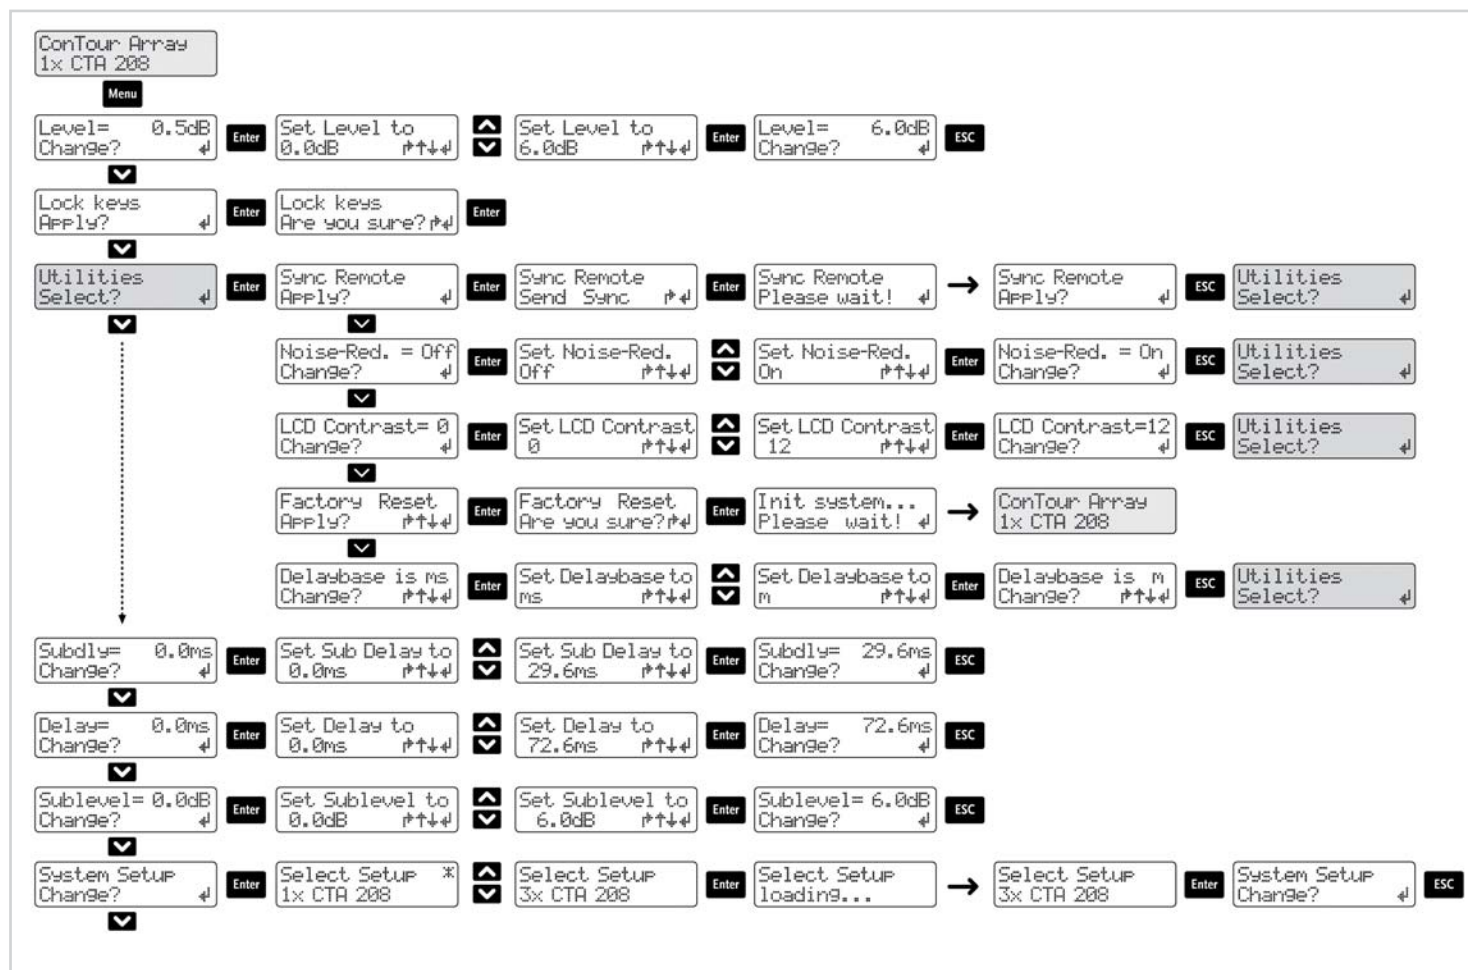 ConTour Array
1x CTA 208
Menu
Level= 0.5dB
Change? ↲
Enter
Set Level to
0.0dB ↱↑↓↲
Set Level to
6.0dB ↱↑↓↲
Enter
Level= 6.0dB
Change? ↲
ESC
Lock keys
Apply? ↲
Enter
Lock keys
Are you sure?↱↲
Enter
Utilities
Select? ↲
Enter
Sync Remote
Apply? ↲
Enter
Sync Remote
Send Sync ↱↲
Enter
Sync Remote
Please wait! ↲
→
Sync Remote
Apply? ↲
ESC
Utilities
Select? ↲
Noise-Red. = Off
Change? ↲
Enter
Set Noise-Red.
Off ↱↑↓↲
Set Noise-Red.
On ↱↑↓↲
Enter
Noise-Red. = On
Change? ↲
ESC
Utilities
Select? ↲
LCD Contrast= 0
Change? ↲
Enter
Set LCD Contrast
0 ↱↑↓↲
Set LCD Contrast
12 ↱↑↓↲
Enter
LCD Contrast=12
Change? ↲
ESC
Utilities
Select? ↲
Factory Reset
Apply? ↱↑↓↲
Enter
Factory Reset
Are you sure?↱↲
Enter
Init system...
Please wait! ↲
→
ConTour Array
1x CTA 208
Delaybase is ms
Change? ↱↑↓↲
Enter
Set Delaybase to
ms ↱↑↓↲
Set Delaybase to
m ↱↑↓↲
Enter
Delaybase is m
Change? ↱↑↓↲
ESC
Utilities
Select? ↲
Subdly= 0.0ms
Change? ↲
Enter
Set Sub Delay to
0.0ms ↱↑↓↲
Set Sub Delay to
29.6ms ↱↑↓↲
Enter
Subdly= 29.6ms
Change? ↲
ESC
Delay= 0.0ms
Change? ↲
Enter
Set Delay to
0.0ms ↱↑↓↲
Set Delay to
72.6ms ↱↑↓↲
Enter
Delay= 72.6ms
Change? ↲
ESC
Sublevel= 0.0dB
Change? ↲
Enter
Set Sublevel to
0.0dB ↱↑↓↲
Set Sublevel to
6.0dB ↱↑↓↲
Enter
Sublevel= 6.0dB
Change? ↲
ESC
System Setup
Change? ↲
Enter
Select Setup *
1x CTA 208
Select Setup
3x CTA 208
Enter
Select Setup
loading...
→
Select Setup
3x CTA 208
Enter
System Setup
Change? ↲
ESC